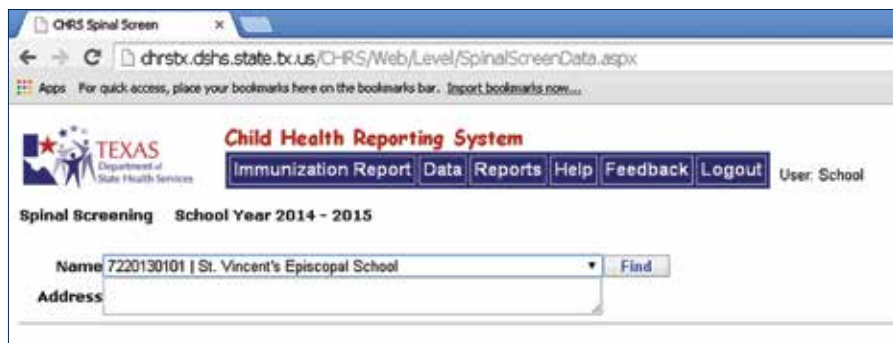 CHRS Spinal Screen ×
chrstx.dshs.state.tx.us/CHRS/Web/Level/SpinalScreenData.aspx
Apps For quick access, place your bookmarks here on the bookmarks bar. Import bookmarks now....
TEXAS
Department of
State Health Services
Child Health Reporting System
Immunization Report Data Reports Help Feedback Logout User: School
Spinal Screening School Year 2014 - 2015
Name 7220130101 | St. Vincent's Episcopal School Find
Address